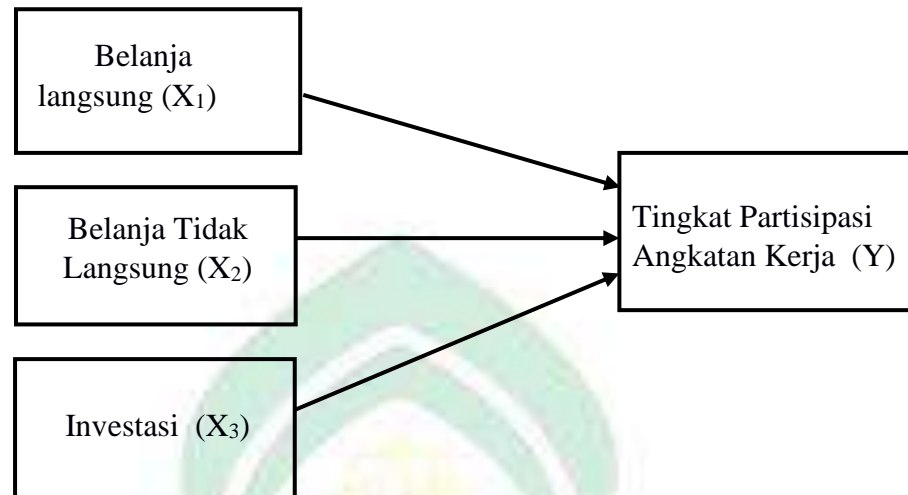 Belanja
langsung (X₁)
Belanja Tidak
Langsung (X₂)
Investasi (X₃)
Tingkat Partisipasi
Angkatan Kerja (Y)